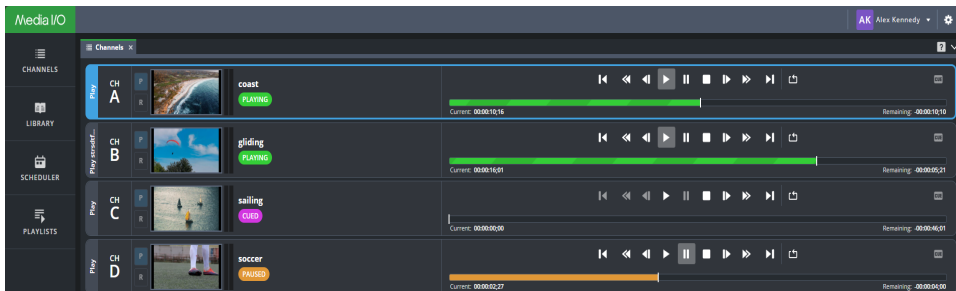 Media I/O
AK Alex Kennedy
Channels ×
?
CHANNELS
LIBRARY
SCHEDULER
PLAYLISTS
Play
CH
A
P
R
coast
PLAYING
Current: 00:00:10;16
Remaining: -00:00:10;10
Play strsdtf...
CH
B
P
R
gliding
PLAYING
Current: 00:00:16;01
Remaining: -00:00:05;21
Play
CH
C
P
R
sailing
CUED
Current: 00:00:00;00
Remaining: -00:00:46;01
Play
CH
D
P
R
soccer
PAUSED
Current: 00:00:02;27
Remaining: -00:00:04;00